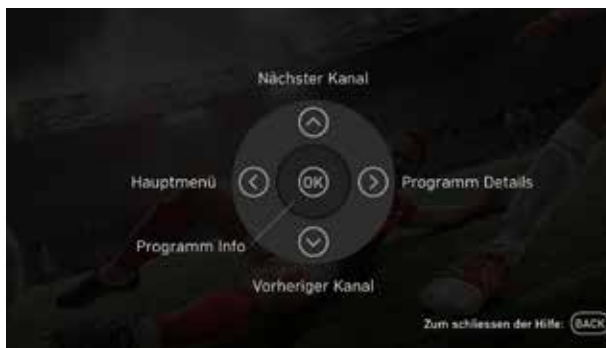 Nächster Kanal
Hauptmenü
OK
Programm Details
Programm Info
Vorheriger Kanal
Zum schliessen der Hilfe: BACK